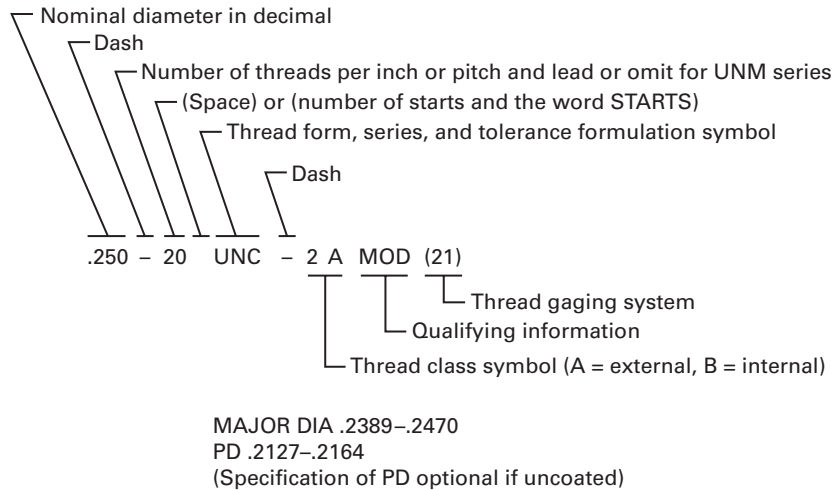 Nominal diameter in decimal
Dash
Number of threads per inch or pitch and lead or omit for UNM series
(Space) or (number of starts and the word STARTS)
Thread form, series, and tolerance formulation symbol
Dash
.250 – 20 UNC – 2 A MOD (21)
Thread gaging system
Qualifying information
Thread class symbol (A = external, B = internal)
MAJOR DIA .2389–.2470
PD .2127–.2164
(Specification of PD optional if uncoated)